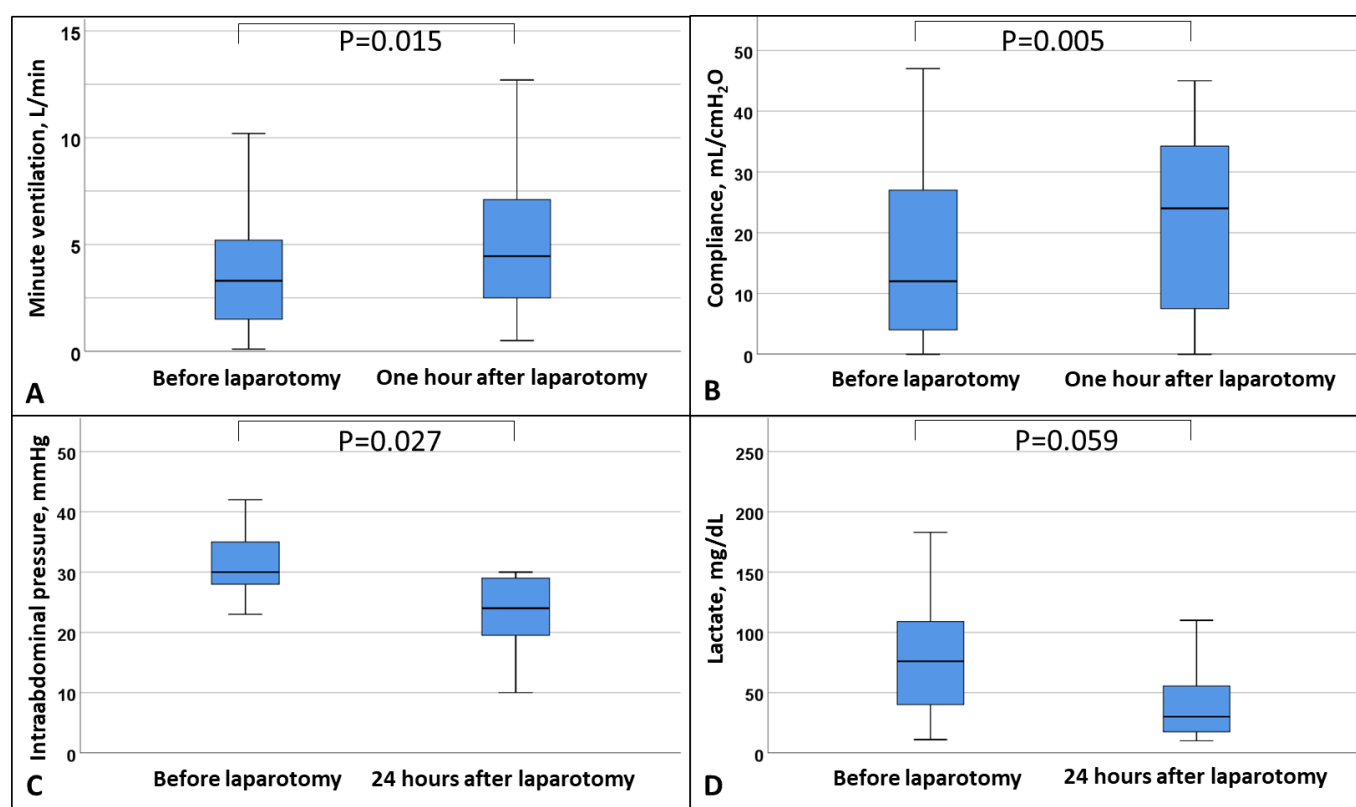 P=0.015
Minute ventilation, L/min
15
10
5
0
Before laparotomy
One hour after laparotomy
A
P=0.005
Compliance, mL/cmH₂O
50
40
30
20
10
0
Before laparotomy
One hour after laparotomy
B
P=0.027
Intraabdominal pressure, mmHg
50
40
30
20
10
0
Before laparotomy
24 hours after laparotomy
C
P=0.059
Lactate, mg/dL
250
200
150
100
50
0
Before laparotomy
24 hours after laparotomy
D